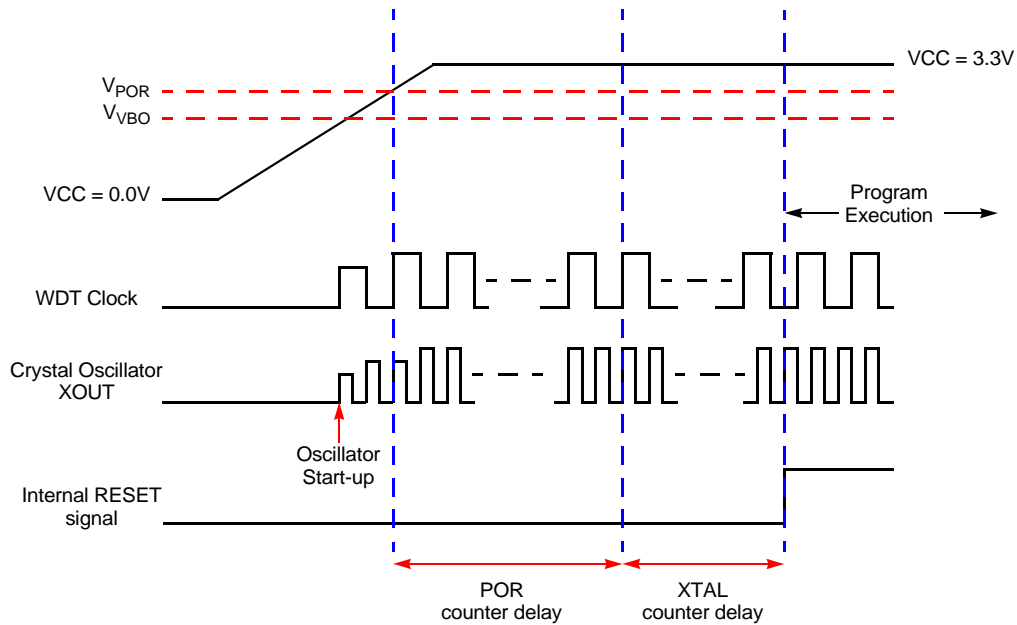 VCC = 3.3V
VPOR
VVBO
VCC = 0.0V
Program
Execution
WDT Clock
Crystal Oscillator
XOUT
Oscillator
Start-up
Internal RESET
signal
POR
counter delay
XTAL
counter delay